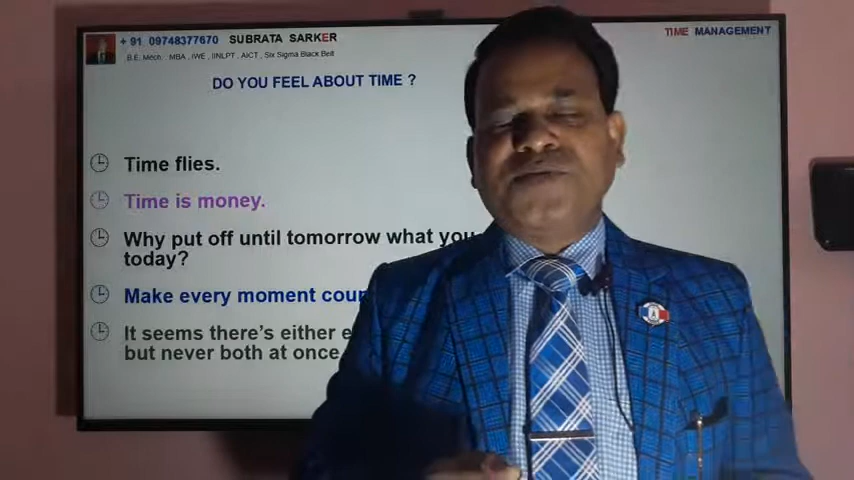 + 91 09748377670 SUBRATA SARKER
B.E. Mech. MBA , IWE , IINLPT , AICT , Six Sigma Black Belt
TIME MANAGEMENT
DO YOU FEEL ABOUT TIME ?
Time flies.
Time is money.
Why put off until tomorrow what you
today?
Make every moment
It seems there's either
but never both at once